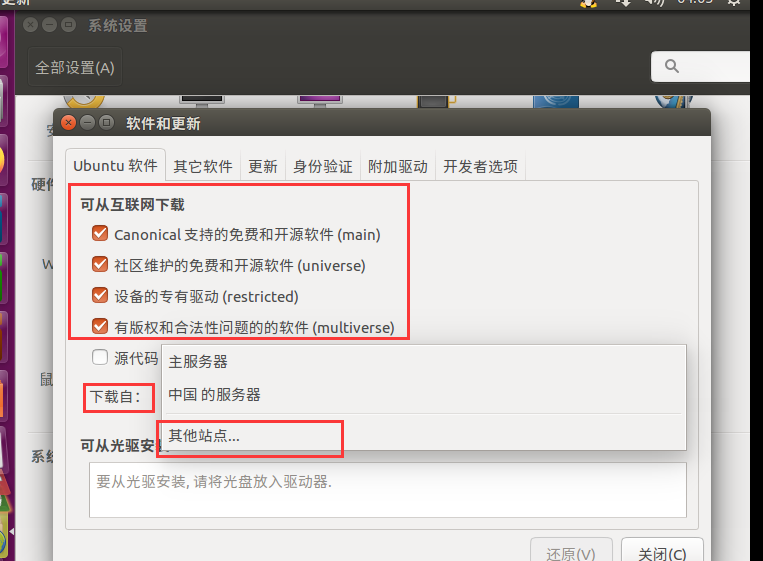 更新
04:05
系统设置
全部设置(A)
软件和更新
Ubuntu 软件 其它软件 更新 身份验证 附加驱动 开发者选项
硬件
可从互联网下载
Canonical 支持的免费和开源软件 (main)
社区维护的免费和开源软件 (universe)
W
设备的专有驱动 (restricted)
有版权和合法性问题的的软件 (multiverse)
源代码
主服务器
鼠
下载自：
中国 的服务器
其他站点...
系统
可从光驱安装
要从光驱安装, 请将光盘放入驱动器.
还原(V) 关闭(C)